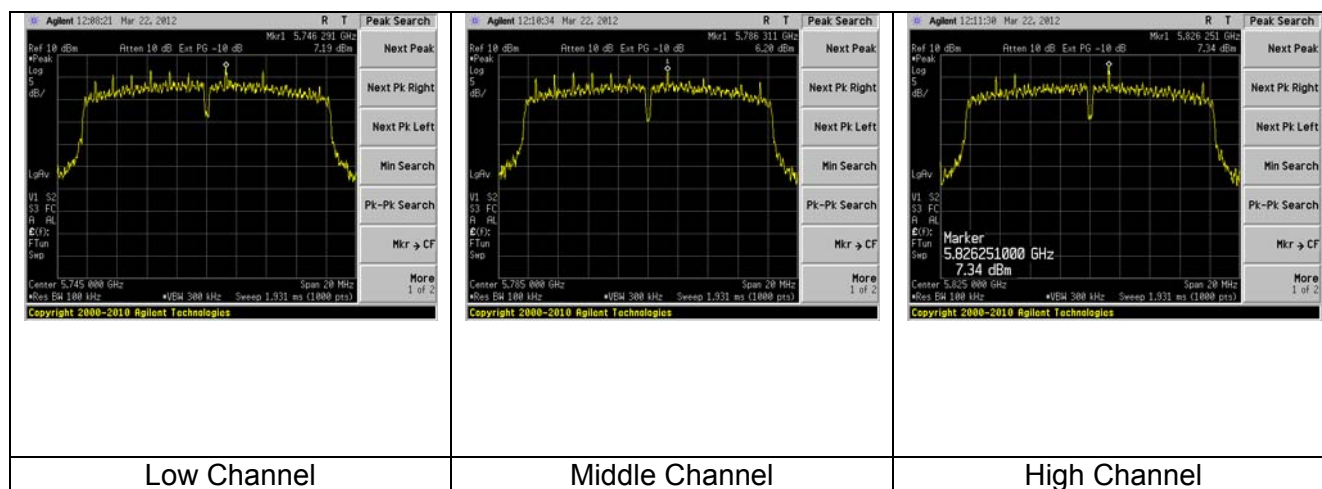 Agilent 12:08:21 Mar 22, 2012 R T Peak Search
Mkr1 5.746 291 GHz
Ref 10 dBm Atten 10 dB Ext PG -10 dB 7.19 dBm
•Peak
Log
5
dB/
LgAv
V1 S2
S3 FC
A AL
£(f):
FTun
Swp
Center 5.745 000 GHz Span 20 MHz
•Res BW 100 kHz •VBW 300 kHz Sweep 1.931 ms (1000 pts)
Copyright 2000-2010 Agilent Technologies
Next Peak
Next Pk Right
Next Pk Left
Min Search
Pk-Pk Search
Mkr → CF
More
1 of 2
Low Channel
Agilent 12:10:34 Mar 22, 2012 R T Peak Search
Mkr1 5.786 311 GHz
Ref 10 dBm Atten 10 dB Ext PG -10 dB 6.20 dBm
•Peak
Log
5
dB/
1
LgAv
V1 S2
S3 FC
A AL
£(f):
FTun
Swp
Center 5.785 000 GHz Span 20 MHz
•Res BW 100 kHz •VBW 300 kHz Sweep 1.931 ms (1000 pts)
Copyright 2000-2010 Agilent Technologies
Next Peak
Next Pk Right
Next Pk Left
Min Search
Pk-Pk Search
Mkr → CF
More
1 of 2
Middle Channel
Agilent 12:11:30 Mar 22, 2012 R T Peak Search
Mkr1 5.826 251 GHz
Ref 10 dBm Atten 10 dB Ext PG -10 dB 7.34 dBm
•Peak
Log
5
dB/
LgAv
V1 S2
S3 FC
A AL
£(f):
FTun
Swp
Marker
5.826251000 GHz
7.34 dBm
Center 5.825 000 GHz Span 20 MHz
•Res BW 100 kHz •VBW 300 kHz Sweep 1.931 ms (1000 pts)
Copyright 2000-2010 Agilent Technologies
Next Peak
Next Pk Right
Next Pk Left
Min Search
Pk-Pk Search
Mkr → CF
More
1 of 2
High Channel